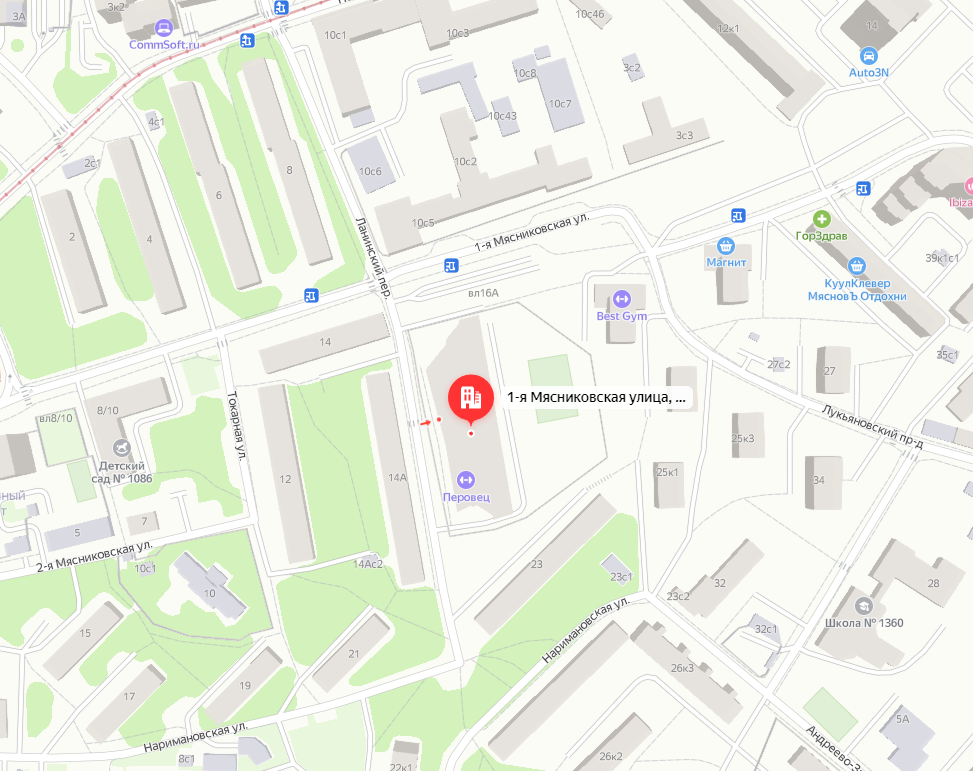 3А
3к2
CommSoft.ru
10с1
10с3
10с46
12к1
14
Auto3N
10с8
3с2
10с7
10с43
4с1
3с3
2с1
10с2
10с6
8
6
2
4
10с5
Ланинский пер.
1-я Мясниковская ул.
Ibiza
ГорЗдрав
Магнит
39к1с1
КуулКлевер
МясновЪ Отдохни
вл16А
Best Gym
14
35с1
27с2
27
1-я Мясниковская улица, ...
Токарная ул.
8/10
вл8/10
Лукьяновский пр-д
25к3
Детский
сад № 1086
12
14А
25к1
34
Перовец
ный
7
5
2-я Мясниковская ул.
10с1
14Ас2
23
23с1
32
28
10
23с2
Наримановская ул.
Школа № 1360
15
32с1
21
26к3
19
17
5А
Наримановская ул.
Андреево-З
8с1
22к1
26к2